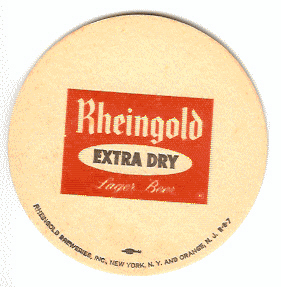 Rheingold
EXTRA DRY
Lager Beer
RHEINGOLD BREWERIES, INC., NEW YORK, N. Y. AND ORANGE, N. J.